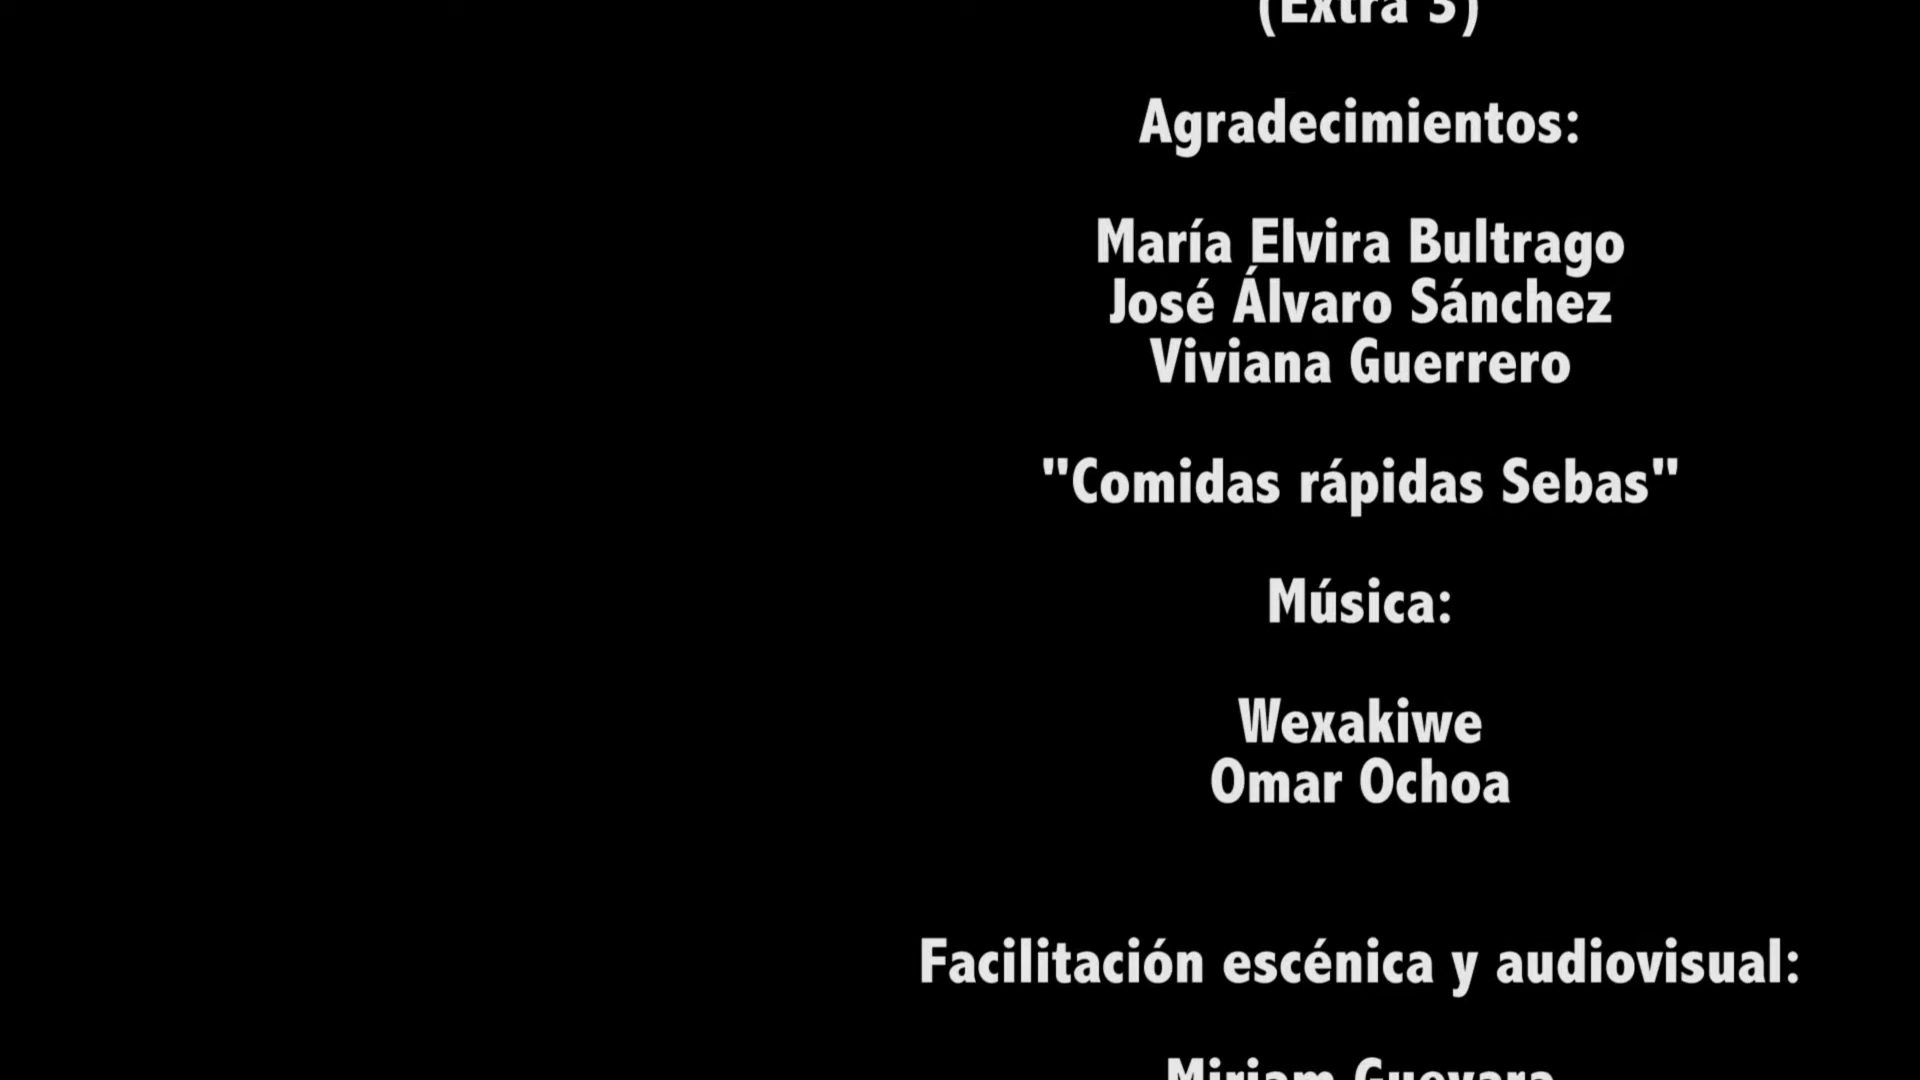 (Extra 3)
Agradecimientos:
María Elvira Bultrago
José Álvaro Sánchez
Viviana Guerrero
"Comidas rápidas Sebas"
Música:
Wexakiwe
Omar Ochoa
Facilitación escénica y audiovisual:
Miriam Guevara